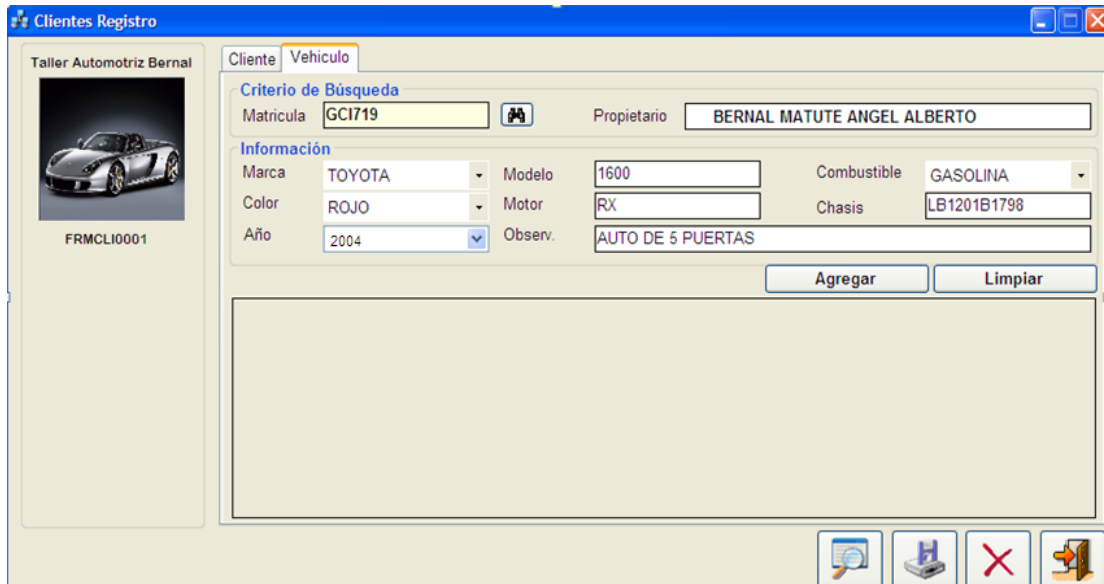 Clientes Registro
Taller Automotriz Bernal
FRMCLI0001
Cliente Vehiculo
Criterio de Búsqueda
Matricula GCI719 Propietario BERNAL MATUTE ANGEL ALBERTO
Información
Marca TOYOTA Modelo 1600 Combustible GASOLINA
Color ROJO Motor RX Chasis LB1201B1798
Año 2004 Observ. AUTO DE 5 PUERTAS
Agregar Limpiar